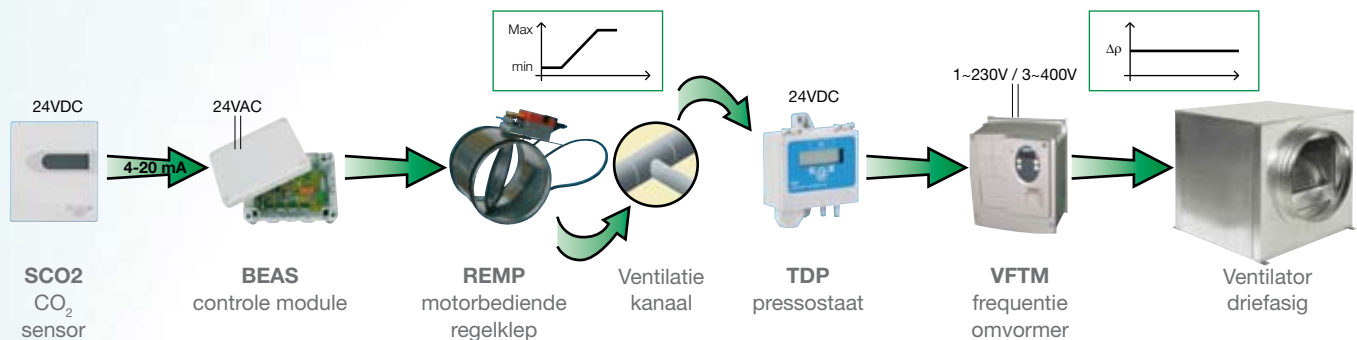 Max
min
Δρ
1~230V / 3~400V
24VDC
24VAC
24VDC
4-20 mA
SCO2
CO₂
sensor
BEAS
controle module
REMP
motorbediende
regelklep
Ventilatie
kanaal
TDP
pressostaat
VFTM
frequentie
omvormer
Ventilator
driefasig